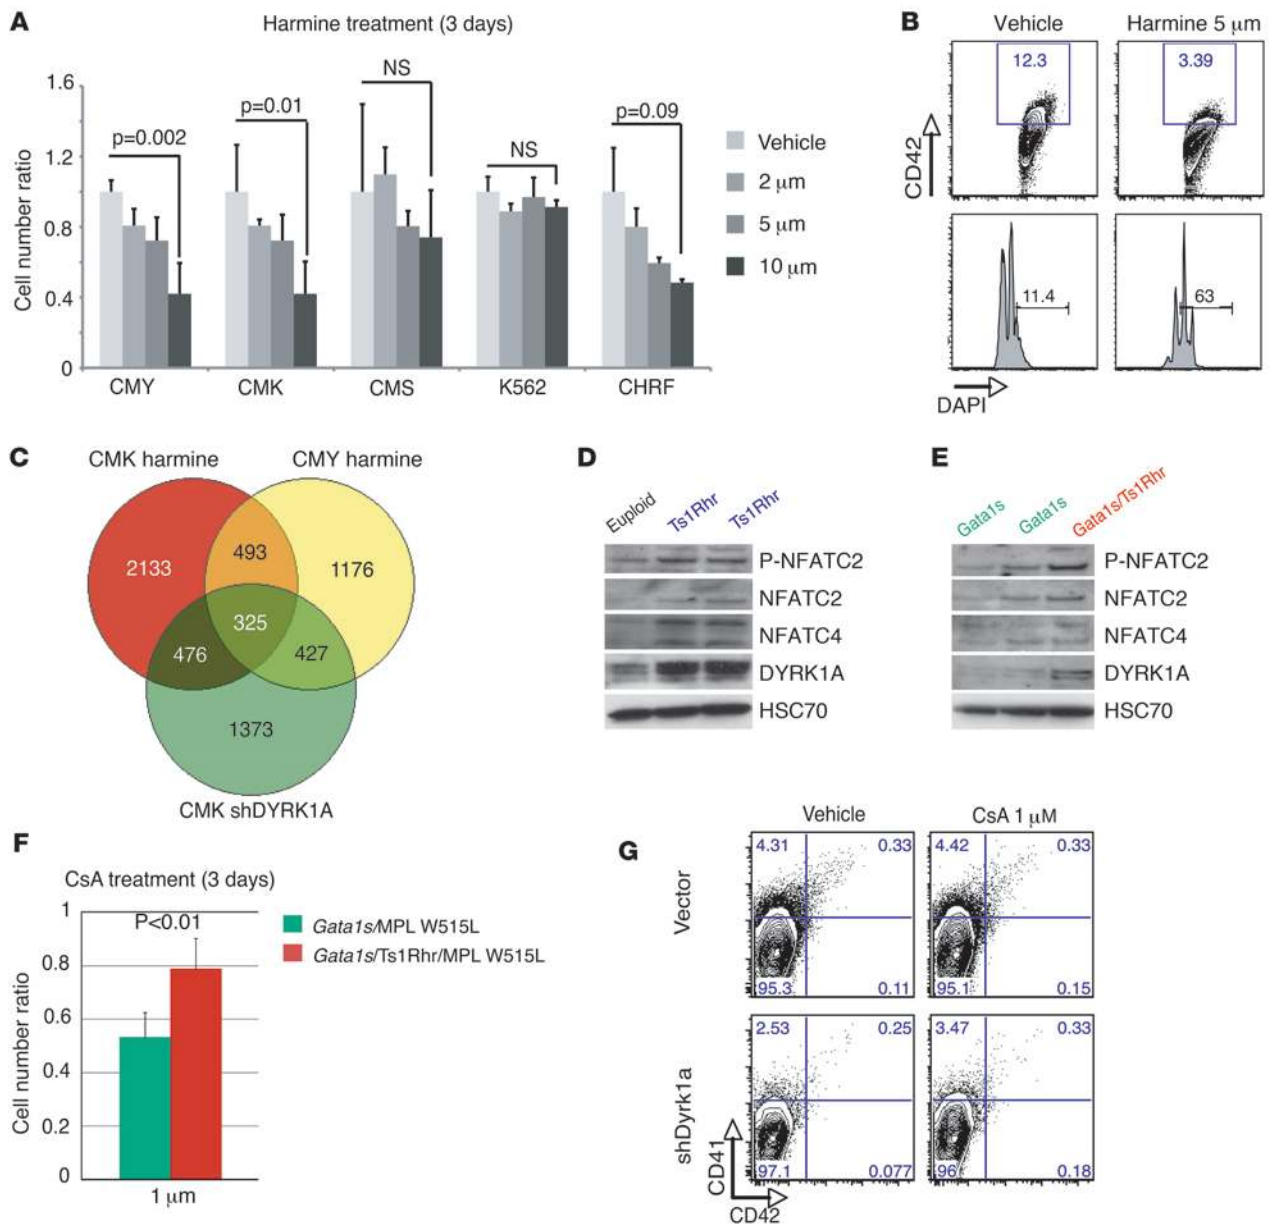 A
Harmine treatment (3 days)
Cell number ratio
1.6
1.2
0.8
0.4
0
p=0.002
p=0.01
NS
NS
p=0.09
CMY
CMK
CMS
K562
CHRF
Vehicle
2 μm
5 μm
10 μm
B
Vehicle
Harmine 5 μm
12.3
3.39
CD42
11.4
63
DAPI
C
CMK harmine
CMY harmine
2133
493
1176
325
476
427
1373
CMK shDYRK1A
D
Euploid
Ts1Rhr
Ts1Rhr
P-NFATC2
NFATC2
NFATC4
DYRK1A
HSC70
E
Gata1s
Gata1s
Gata1s/Ts1Rhr
P-NFATC2
NFATC2
NFATC4
DYRK1A
HSC70
F
CsA treatment (3 days)
Cell number ratio
1
0.8
0.6
0.4
0.2
0
P<0.01
1 μm
Gata1s/MPL W515L
Gata1s/Ts1Rhr/MPL W515L
G
Vehicle
CsA 1 μM
Vector
4.31 0.33
95.3 0.11
4.42 0.33
95.1 0.15
shDyrk1a
2.53 0.25
97.1 0.077
3.47 0.33
96 0.18
CD41
CD42